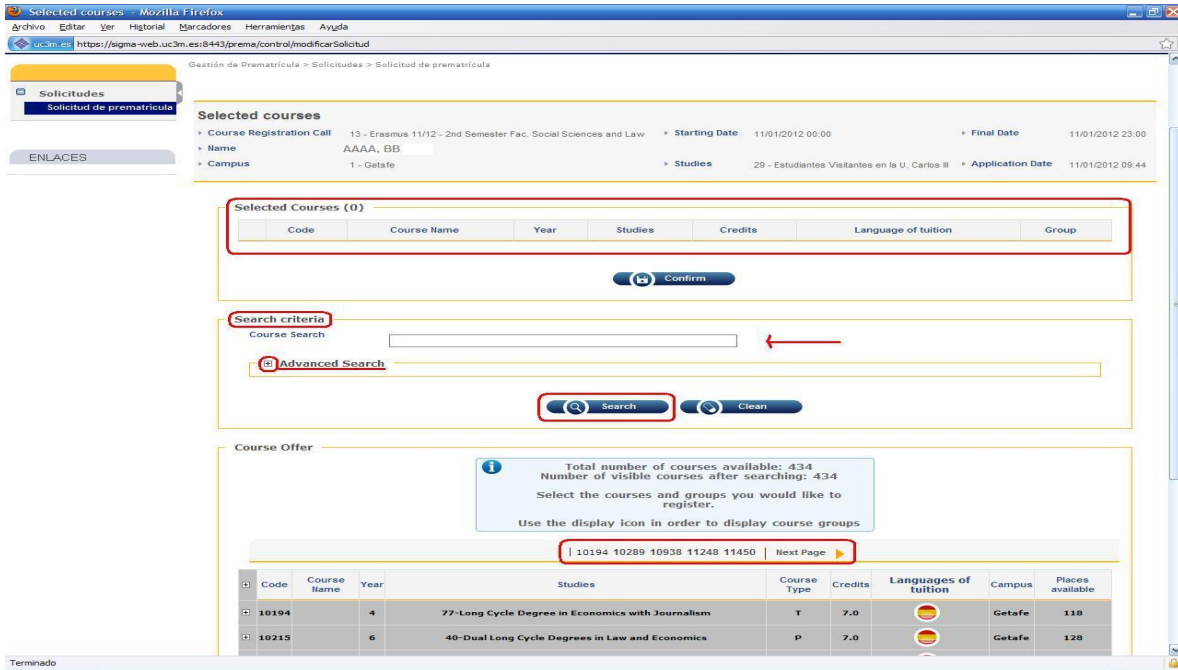 Selected courses - Mozilla Firefox
Archivo Editar Ver Historial Marcadores Herramientas Ayuda
uc3m.es https://sigma-web.uc3m.es:8443/prema/control/modificarSolicitud
Gestión de Prematrícula > Solicitudes > Solicitud de prematrícula
Solicitudes
Solicitud de prematrícula
ENLACES
Selected courses
Course Registration Call 13 - Erasmus 11/12 - 2nd Semester Fac. Social Sciences and Law Starting Date 11/01/2012 00:00 Final Date 11/01/2012 23:00
Name AAAA, BB
Campus 1 - Getafe Studies 29 - Estudiantes Visitantes en la U. Carlos III Application Date 11/01/2012 09:44
Selected Courses (0)
Code Course Name Year Studies Credits Language of tuition Group
Confirm
Search criteria
Course Search
Advanced Search
Search Clean
Course Offer
Total number of courses available: 434
Number of visible courses after searching: 434
Select the courses and groups you would like to
register.
Use the display icon in order to display course groups
| 10194 10289 10938 11248 11450 | Next Page
Code Course Name Year Studies Course Type Credits Languages of tuition Campus Places available
10194 4 77-Long Cycle Degree in Economics with Journalism T 7.0 Getafe 118
10215 6 40-Dual Long Cycle Degrees in Law and Economics P 7.0 Getafe 128
Terminado